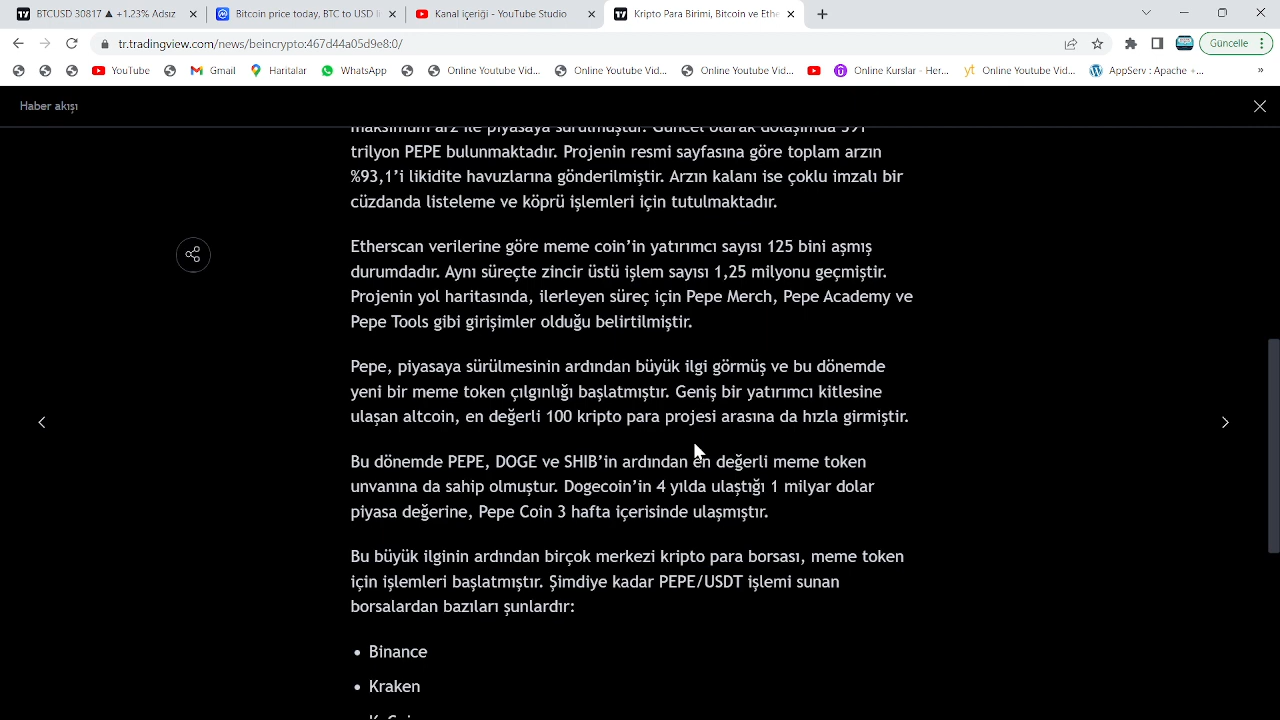 BTCUSD 30817 ▲ +1.23% Adsız
Bitcoin price today, BTC to USD li
Kanal içeriği - YouTube Studio
Kripto Para Birimi, Bitcoin ve Ethe
tr.tradingview.com/news/beincrypto:467d44a05d9e8:0/
Güncelle
YouTube
Gmail
Haritalar
WhatsApp
Online Youtube Vid...
Online Youtube Vid...
Online Youtube Vid...
Online Kurslar - Her...
yt Online Youtube Vid...
AppServ : Apache +...
»
Haber akışı
maksimum arz ile piyasaya sürülmüştür. Güncel olarak dolaşımda 391
trilyon PEPE bulunmaktadır. Projenin resmi sayfasına göre toplam arzın
%93,1’i likidite havuzlarına gönderilmiştir. Arzın kalanı ise çoklu imzalı bir
cüzdanda listeleme ve köprü işlemleri için tutulmaktadır.
Etherscan verilerine göre meme coin’in yatırımcı sayısı 125 bini aşmış
durumdadır. Aynı süreçte zincir üstü işlem sayısı 1,25 milyonu geçmiştir.
Projenin yol haritasında, ilerleyen süreç için Pepe Merch, Pepe Academy ve
Pepe Tools gibi girişimler olduğu belirtilmiştir.
Pepe, piyasaya sürülmesinin ardından büyük ilgi görmüş ve bu dönemde
yeni bir meme token çılgınlığı başlatmıştır. Geniş bir yatırımcı kitlesine
ulaşan altcoin, en değerli 100 kripto para projesi arasına da hızla girmiştir.
Bu dönemde PEPE, DOGE ve SHIB’in ardından en değerli meme token
unvanına da sahip olmuştur. Dogecoin’in 4 yılda ulaştığı 1 milyar dolar
piyasa değerine, Pepe Coin 3 hafta içerisinde ulaşmıştır.
Bu büyük ilginin ardından birçok merkezi kripto para borsası, meme token
için işlemleri başlatmıştır. Şimdiye kadar PEPE/USDT işlemi sunan
borsalardan bazıları şunlardır:
• Binance
• Kraken